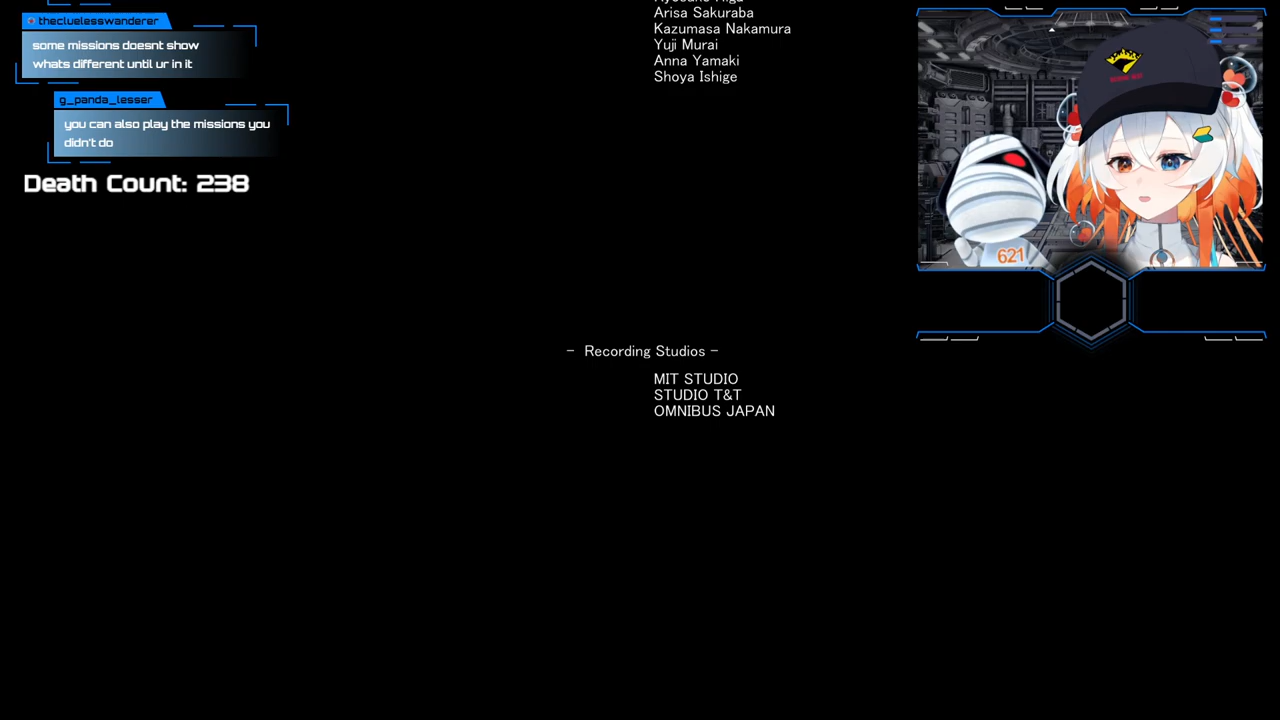 thecluelesswanderer
some missions doesnt show
whats different until ur in it
g_panda_lesser
you can also play the missions you
didn't do
Death Count: 238
Arisa Sakuraba
Kazumasa Nakamura
Yuji Murai
Anna Yamaki
Shoya Ishige
- Recording Studios -
MIT STUDIO
STUDIO T&T
OMNIBUS JAPAN
621